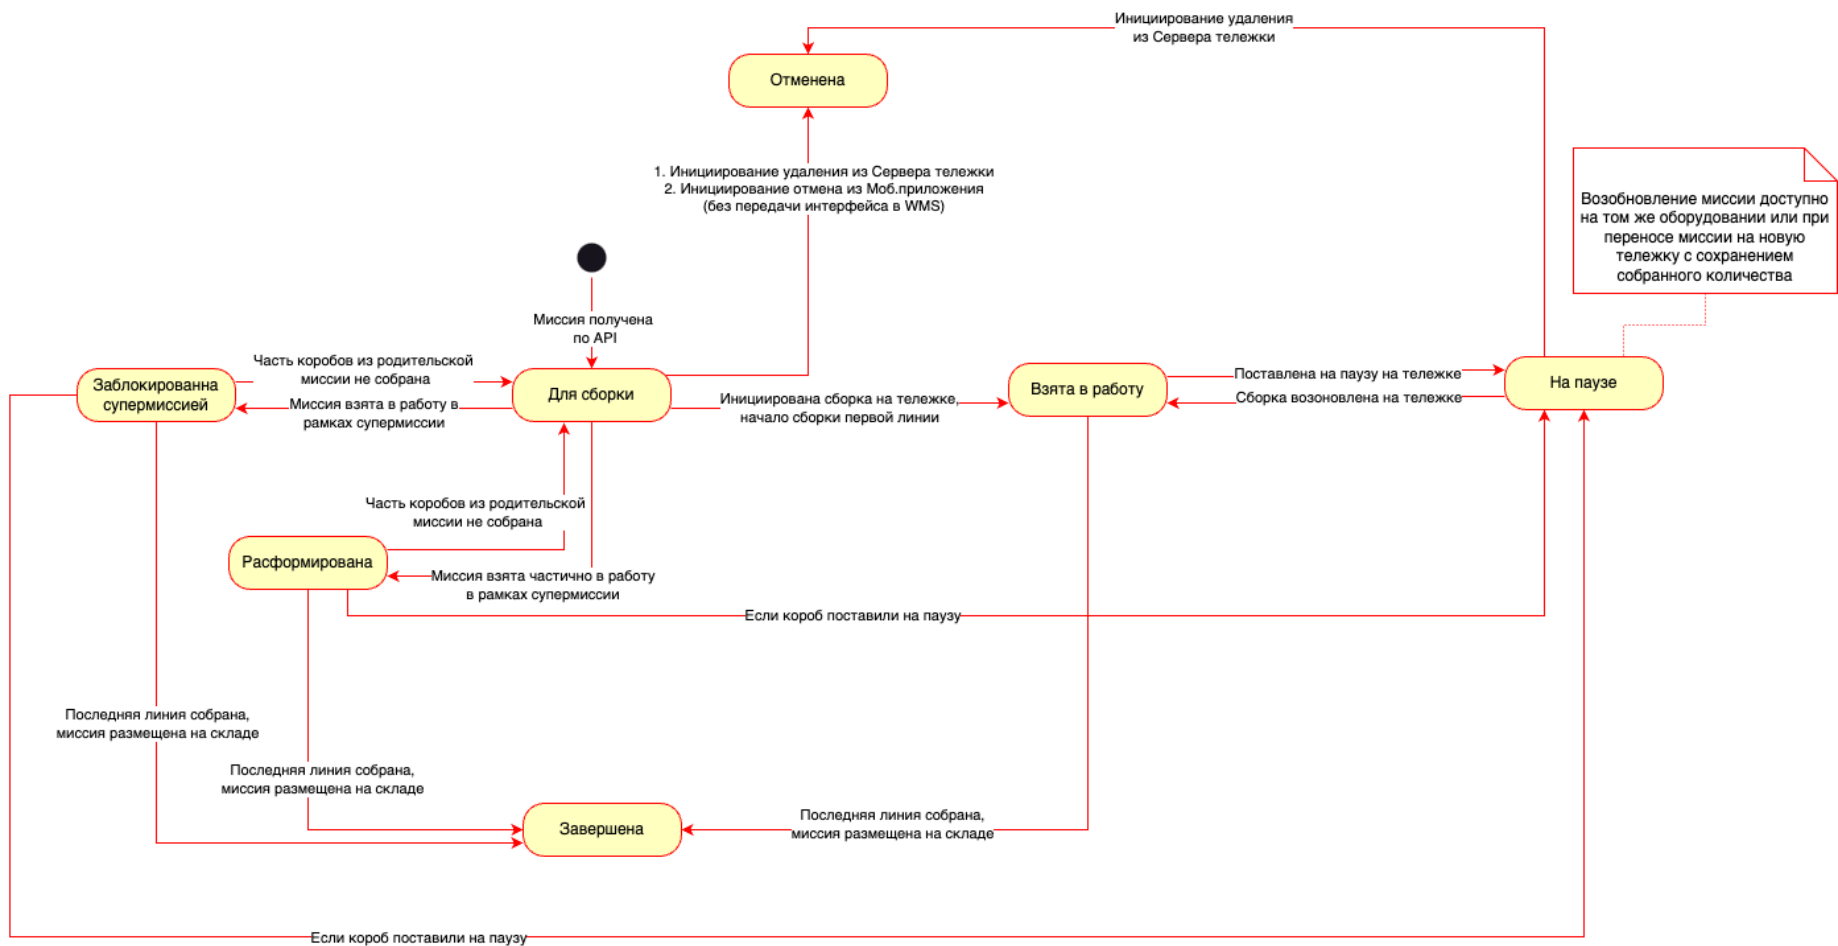 Инициирование удаления
из Сервера тележки
Отменена
1. Инициирование удаления из Сервера тележки
2. Инициирование отмена из Моб.приложения
(без передачи интерфейса в WMS)
Возобновление миссии доступно
на том же оборудовании или при
переносе миссии на новую
тележку с сохранением
собранного количества
Миссия получена
по API
Заблокированна
супермиссией
Часть коробов из родительской
миссии не собрана
Миссия взята в работу в
рамках супермиссии
Для сборки
Инициирована сборка на тележке,
начало сборки первой линии
Взята в работу
Поставлена на паузу на тележке
Сборка возоновлена на тележке
На паузе
Часть коробов из родительской
миссии не собрана
Расформирована
Миссия взята частично в работу
в рамках супермиссии
Если короб поставили на паузу
Последняя линия собрана,
миссия размещена на складе
Последняя линия собрана,
миссия размещена на складе
Завершена
Последняя линия собрана,
миссия размещена на складе
Если короб поставили на паузу